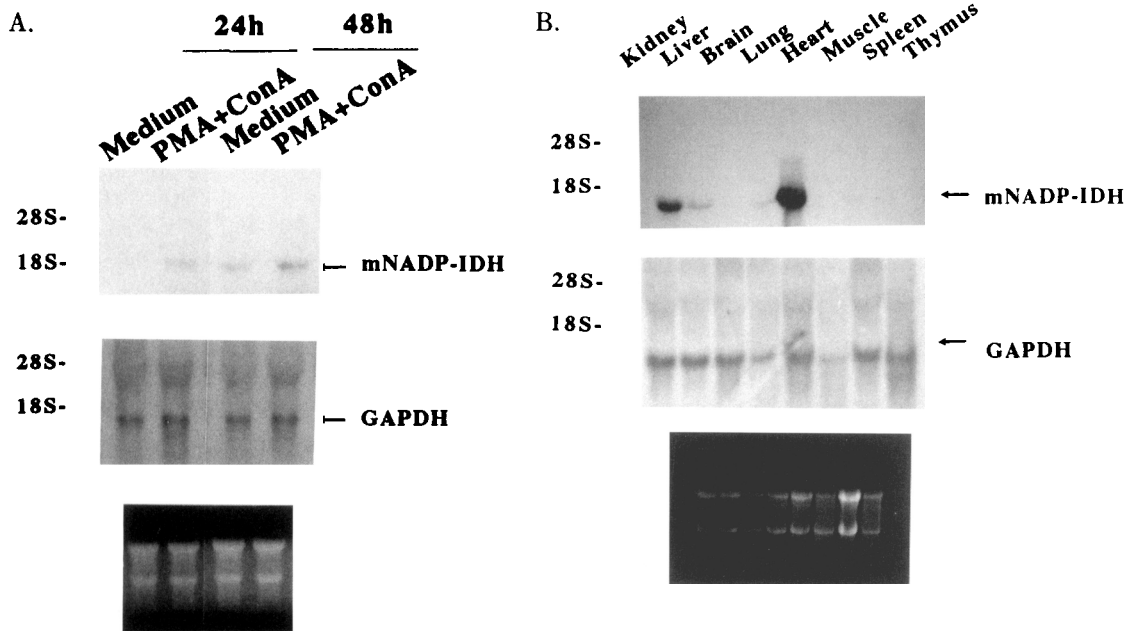 A.
24h
48h
Medium
PMA+ConA
Medium
PMA+ConA
28S-
18S-
mNADP-IDH
28S-
18S-
GAPDH
B.
Kidney
Liver
Brain
Lung
Heart
Muscle
Spleen
Thymus
28S-
18S-
mNADP-IDH
28S-
18S-
GAPDH